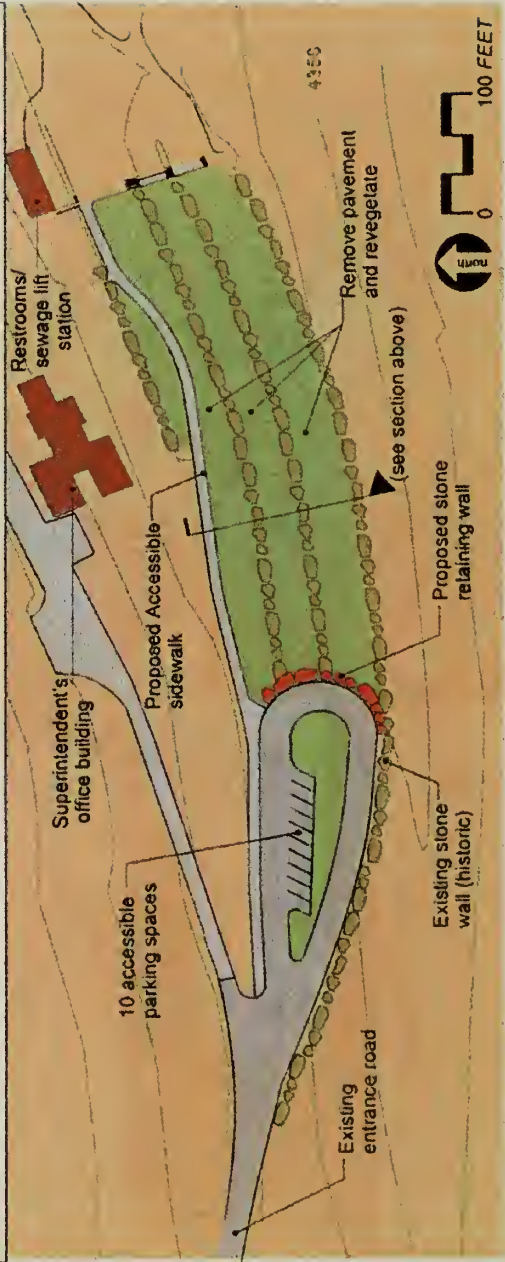 Restrooms/
sewage lift
station
Superintendent's
office building
Proposed Accessible
sidewalk
10 accessible
parking spaces
Existing
entrance road
Existing stone
wall (historic)
Proposed stone
retaining wall
(see section above)
Remove pavement
and revegetate
north
0 100 FEET